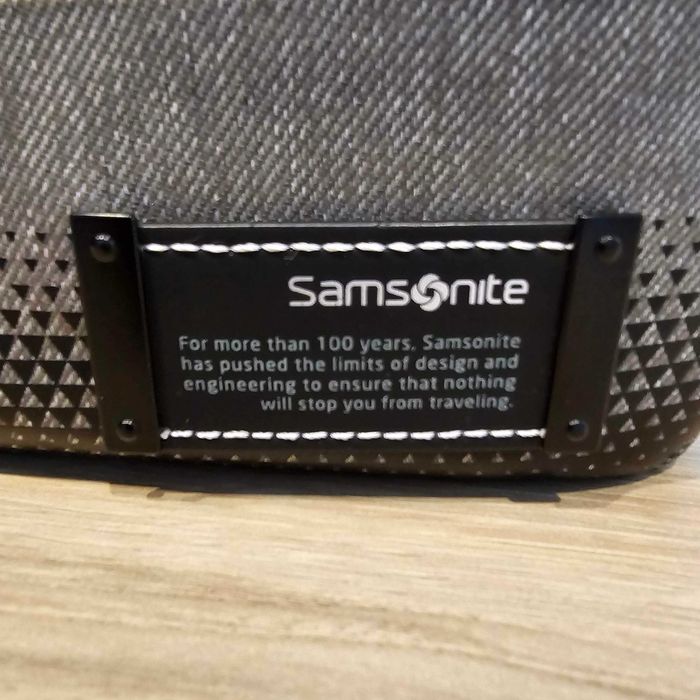 Samsonite
For more than 100 years, Samsonite
has pushed the limits of design and
engineering to ensure that nothing
will stop you from traveling.